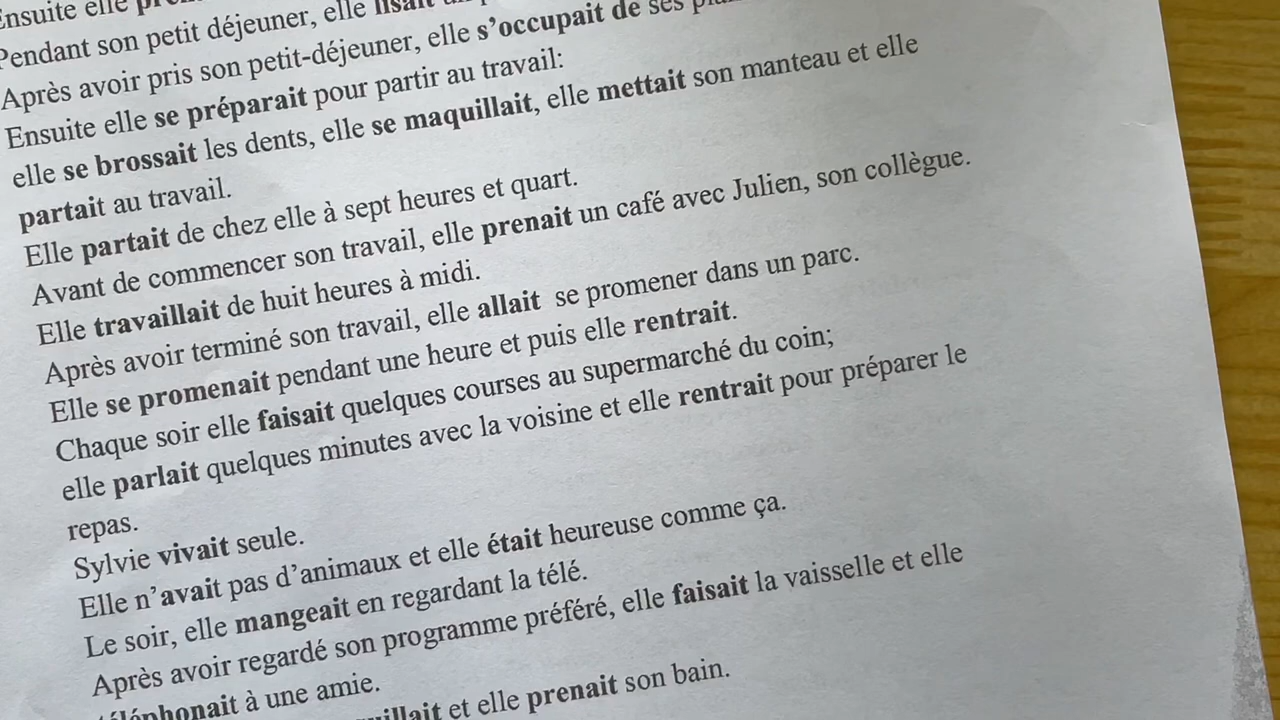 Ensuite elle
Pendant son petit déjeuner, elle lisait
Après avoir pris son petit-déjeuner, elle s’occupait de ses
Ensuite elle se préparait pour partir au travail:
elle se brossait les dents, elle se maquillait, elle mettait son manteau et elle
partait au travail.
Elle partait de chez elle à sept heures et quart.
Avant de commencer son travail, elle prenait un café avec Julien, son collègue.
Elle travaillait de huit heures à midi.
Après avoir terminé son travail, elle allait se promener dans un parc.
Elle se promenait pendant une heure et puis elle rentrait.
Chaque soir elle faisait quelques courses au supermarché du coin;
elle parlait quelques minutes avec la voisine et elle rentrait pour préparer le
repas.
Sylvie vivait seule.
Elle n’avait pas d’animaux et elle était heureuse comme ça.
Le soir, elle mangeait en regardant la télé.
Après avoir regardé son programme préféré, elle faisait la vaisselle et elle
téléphonait à une amie.
et elle prenait son bain.